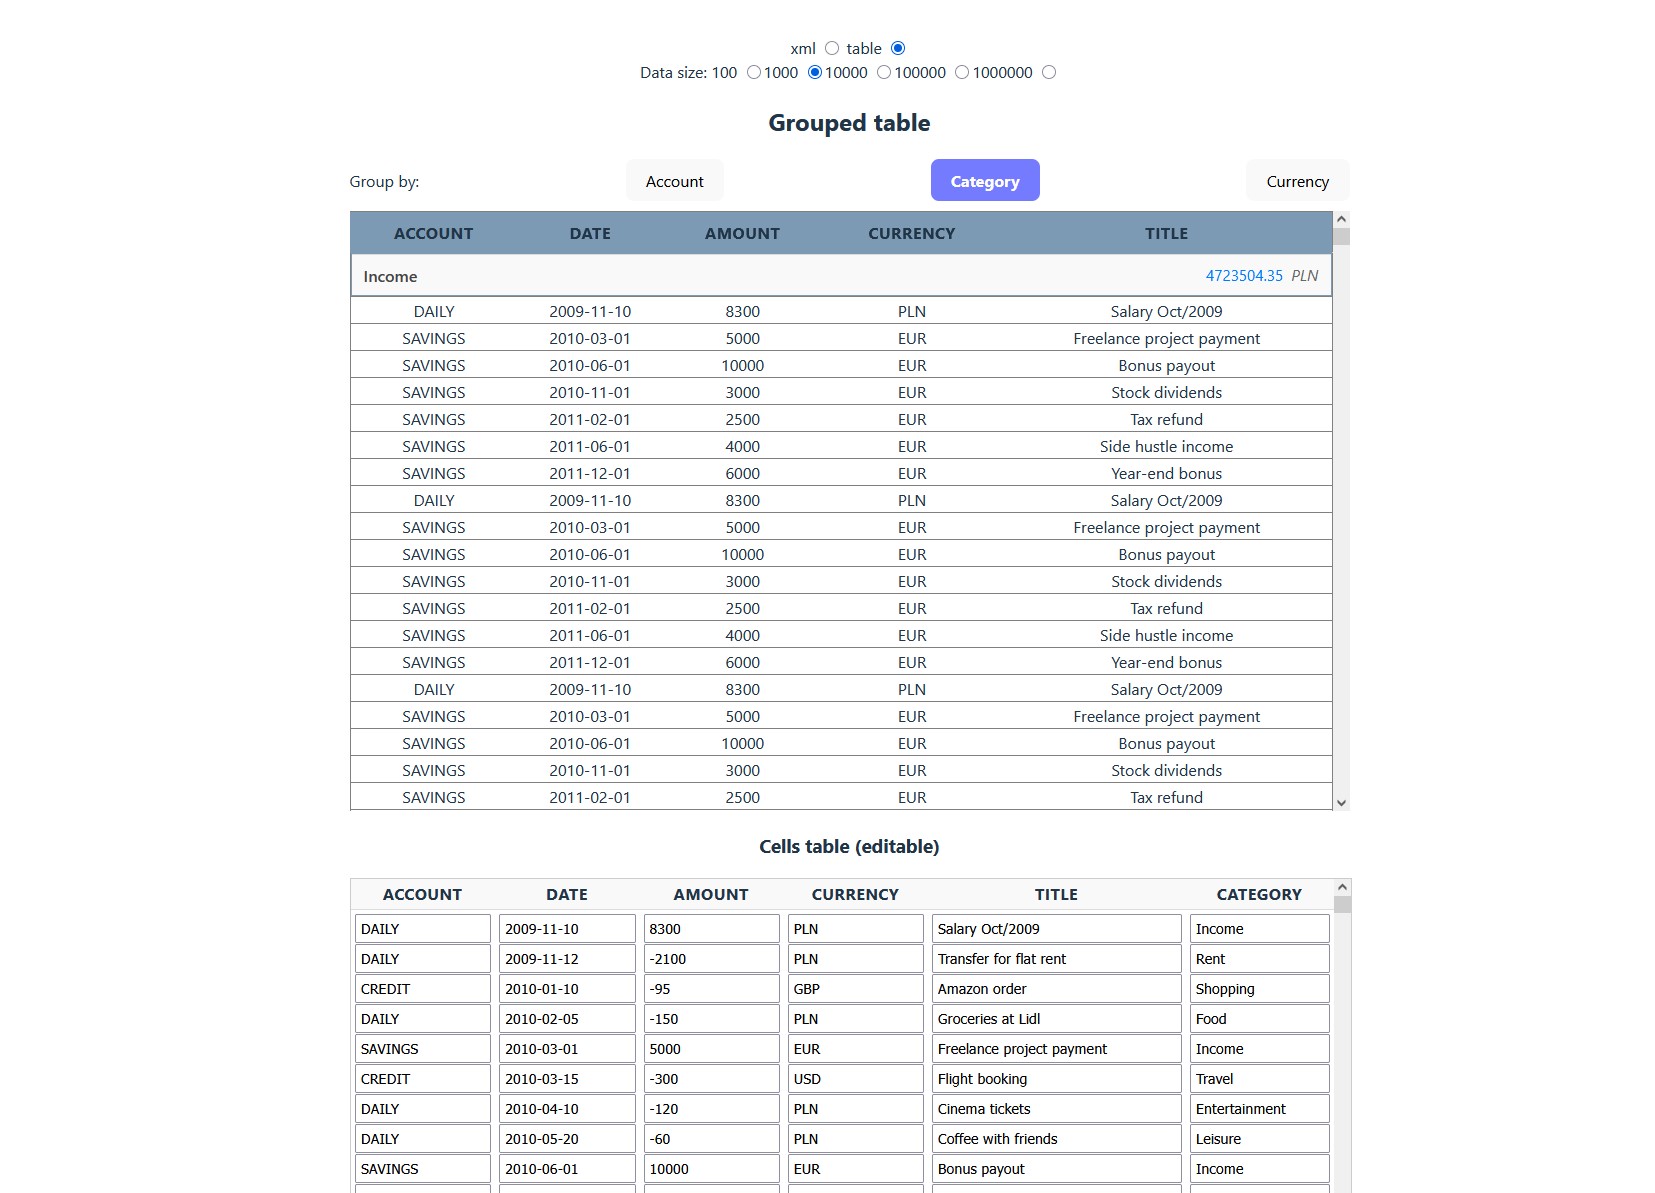 xml table
Data size: 100 1000 10000 100000 1000000
Grouped table
Group by: Account Category Currency
ACCOUNT DATE AMOUNT CURRENCY TITLE
Income 4723504.35 PLN
DAILY 2009-11-10 8300 PLN Salary Oct/2009
SAVINGS 2010-03-01 5000 EUR Freelance project payment
SAVINGS 2010-06-01 10000 EUR Bonus payout
SAVINGS 2010-11-01 3000 EUR Stock dividends
SAVINGS 2011-02-01 2500 EUR Tax refund
SAVINGS 2011-06-01 4000 EUR Side hustle income
SAVINGS 2011-12-01 6000 EUR Year-end bonus
DAILY 2009-11-10 8300 PLN Salary Oct/2009
SAVINGS 2010-03-01 5000 EUR Freelance project payment
SAVINGS 2010-06-01 10000 EUR Bonus payout
SAVINGS 2010-11-01 3000 EUR Stock dividends
SAVINGS 2011-02-01 2500 EUR Tax refund
SAVINGS 2011-06-01 4000 EUR Side hustle income
SAVINGS 2011-12-01 6000 EUR Year-end bonus
DAILY 2009-11-10 8300 PLN Salary Oct/2009
SAVINGS 2010-03-01 5000 EUR Freelance project payment
SAVINGS 2010-06-01 10000 EUR Bonus payout
SAVINGS 2010-11-01 3000 EUR Stock dividends
SAVINGS 2011-02-01 2500 EUR Tax refund
Cells table (editable)
ACCOUNT DATE AMOUNT CURRENCY TITLE CATEGORY
DAILY 2009-11-10 8300 PLN Salary Oct/2009 Income
DAILY 2009-11-12 -2100 PLN Transfer for flat rent Rent
CREDIT 2010-01-10 -95 GBP Amazon order Shopping
DAILY 2010-02-05 -150 PLN Groceries at Lidl Food
SAVINGS 2010-03-01 5000 EUR Freelance project payment Income
CREDIT 2010-03-15 -300 USD Flight booking Travel
DAILY 2010-04-10 -120 PLN Cinema tickets Entertainment
DAILY 2010-05-20 -60 PLN Coffee with friends Leisure
SAVINGS 2010-06-01 10000 EUR Bonus payout Income